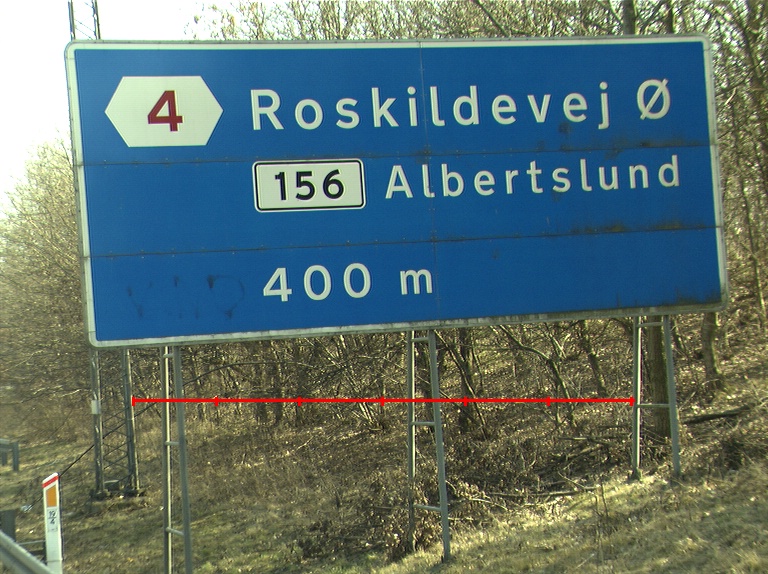 4 Roskildevej Ø
156 Albertslund
400 m